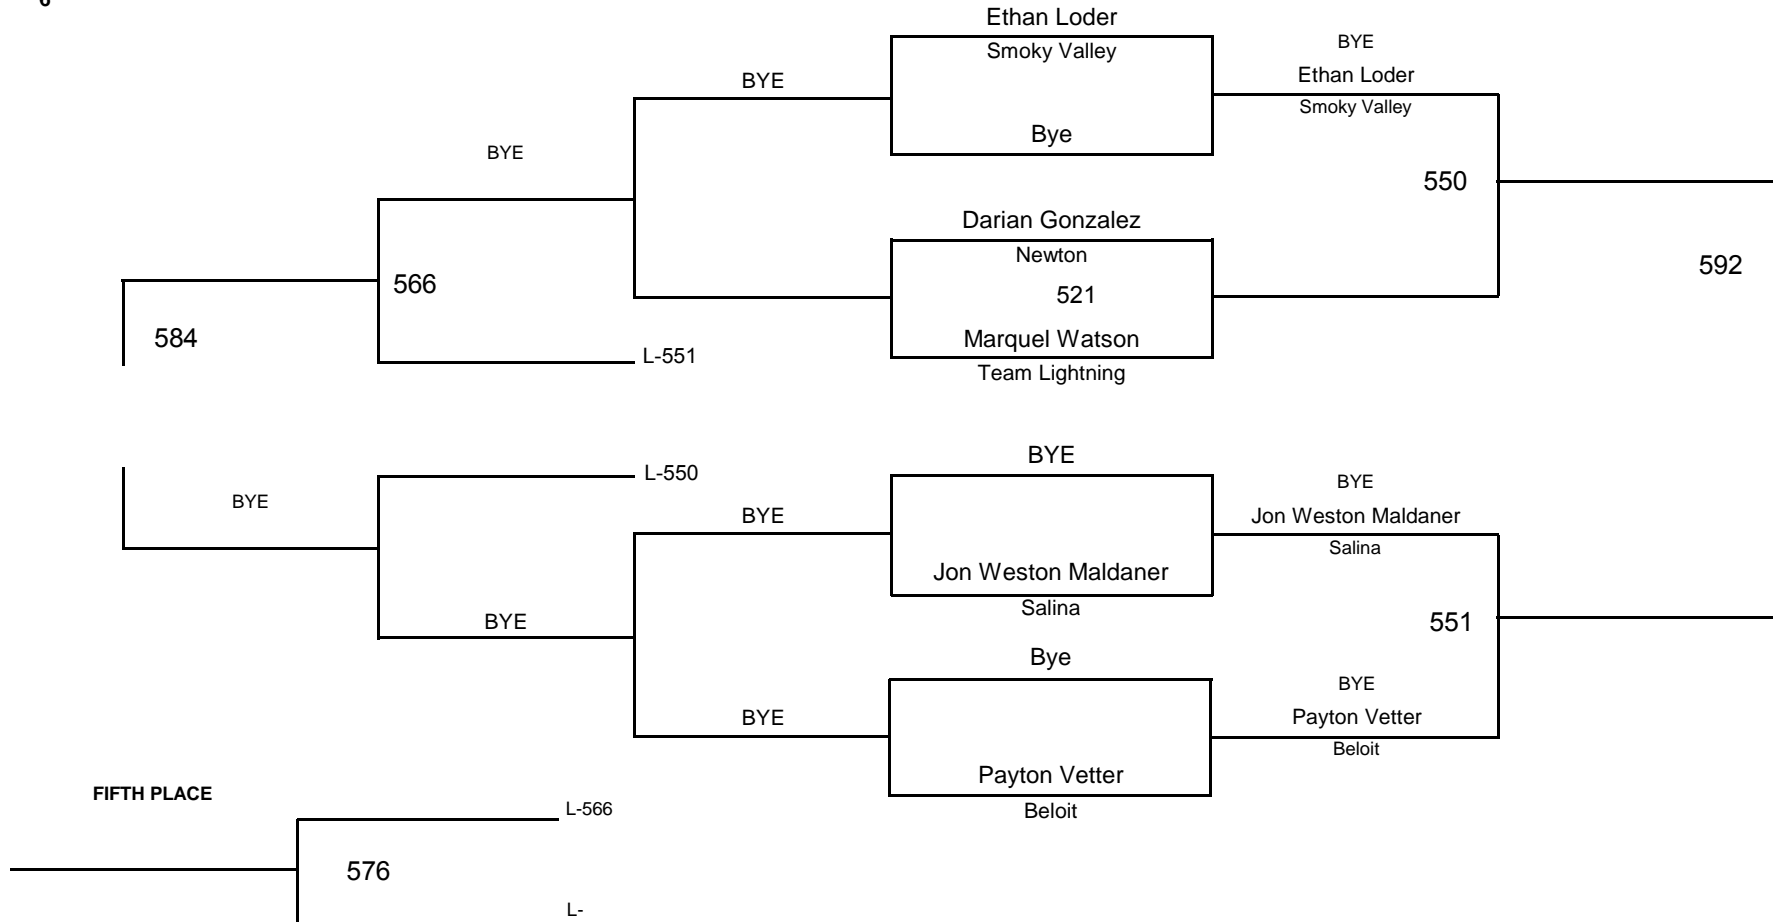 6
Ethan Loder
Smoky Valley
BYE
BYE
Ethan Loder
Smoky Valley
Bye
BYE
550
Darian Gonzalez
Newton
592
566
521
584
Marquel Watson
L-551
Team Lightning
BYE
L-550
BYE
BYE
BYE
Jon Weston Maldaner
Salina
Jon Weston Maldaner
Salina
BYE
551
Bye
BYE
BYE
Payton Vetter
Beloit
Payton Vetter
Beloit
FIFTH PLACE
L-566
576
L-